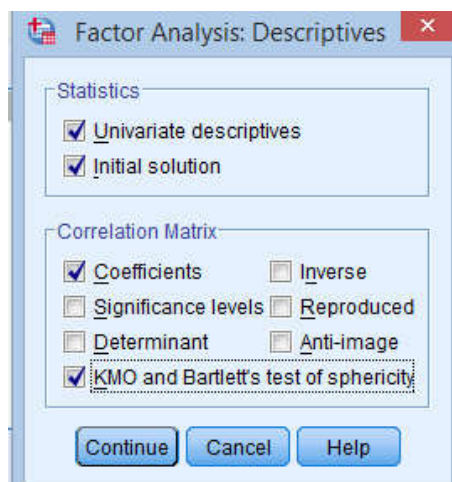 Factor Analysis: Descriptives
Statistics
Univariate descriptives
Initial solution
Correlation Matrix
Coefficients Inverse
Significance levels Reproduced
Determinant Anti-image
KMO and Bartlett's test of sphericity
Continue Cancel Help